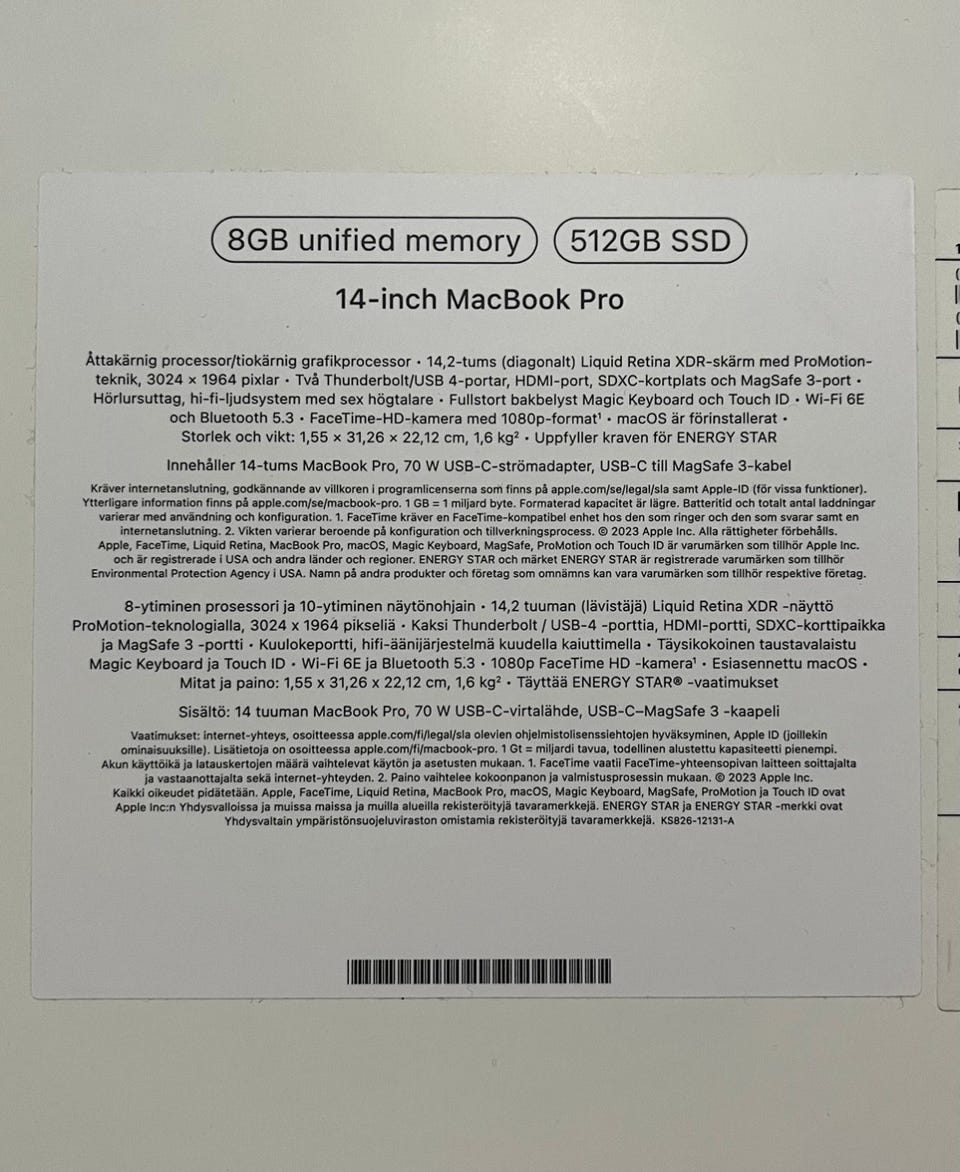 8GB unified memory 512GB SSD
14-inch MacBook Pro
Åttakärnig processor/tiokärnig grafikprocessor • 14,2-tums (diagonalt) Liquid Retina XDR-skärm med ProMotion-
teknik, 3024 × 1964 pixlar • Två Thunderbolt/USB 4-portar, HDMI-port, SDXC-kortplats och MagSafe 3-port •
Hörlursuttag, hi-fi-ljudsystem med sex högtalare • Fullstort bakbelyst Magic Keyboard och Touch ID • Wi-Fi 6E
och Bluetooth 5.3 • FaceTime-HD-kamera med 1080p-format¹ • macOS är förinstallerat •
Storlek och vikt: 1,55 × 31,26 × 22,12 cm, 1,6 kg² • Uppfyller kraven för ENERGY STAR
Innehåller 14-tums MacBook Pro, 70 W USB-C-strömadapter, USB-C till MagSafe 3-kabel
Kräver internetanslutning, godkännande av villkoren i programlicenserna som finns på apple.com/se/legal/sla samt Apple-ID (för vissa funktioner).
Ytterligare information finns på apple.com/se/macbook-pro. 1 GB = 1 miljard byte. Formaterad kapacitet är lägre. Batteritid och totalt antal laddningar
varierar med användning och konfiguration. 1. FaceTime kräver en FaceTime-kompatibel enhet hos den som ringer och den som svarar samt en
internetanslutning. 2. Vikten varierar beroende på konfiguration och tillverkningsprocess. © 2023 Apple Inc. Alla rättigheter förbehålls.
Apple, FaceTime, Liquid Retina, MacBook Pro, macOS, Magic Keyboard, MagSafe, ProMotion och Touch ID är varumärken som tillhör Apple Inc.
och är registrerade i USA och andra länder och regioner. ENERGY STAR och märket ENERGY STAR är registrerade varumärken som tillhör
Environmental Protection Agency i USA. Namn på andra produkter och företag som omnämns kan vara varumärken som tillhör respektive företag.
8-ytiminen prosessori ja 10-ytiminen näytönohjain • 14,2 tuuman (lävistäjä) Liquid Retina XDR -näyttö
ProMotion-teknologialla, 3024 x 1964 pikseliä • Kaksi Thunderbolt / USB-4 -porttia, HDMI-portti, SDXC-korttipaikka
ja MagSafe 3 -portti • Kuulokeportti, hifi-äänijärjestelmä kuudella kaiuttimella • Täysikokoinen taustavalaistu
Magic Keyboard ja Touch ID • Wi-Fi 6E ja Bluetooth 5.3 • 1080p FaceTime HD -kamera¹ • Esiasennettu macOS •
Mitat ja paino: 1,55 x 31,26 x 22,12 cm, 1,6 kg² • Täyttää ENERGY STAR® -vaatimukset
Sisältö: 14 tuuman MacBook Pro, 70 W USB-C-virtalähde, USB-C–MagSafe 3 -kaapeli
Vaatimukset: internet-yhteys, osoitteessa apple.com/fi/legal/sla olevien ohjelmistolisenssiehtojen hyväksyminen, Apple ID (joillekin
ominaisuuksille). Lisätietoja on osoitteessa apple.com/fi/macbook-pro. 1 Gt = miljardi tavua, todellinen alustettu kapasiteetti pienempi.
Akun käyttöikä ja latauskertojen määrä vaihtelevat käytön ja asetusten mukaan. 1. FaceTime vaatii FaceTime-yhteensopivan laitteen soittajalta
ja vastaanottajalta sekä internet-yhteyden. 2. Paino vaihtelee kokoonpanon ja valmistusprosessin mukaan. © 2023 Apple Inc.
Kaikki oikeudet pidätetään. Apple, FaceTime, Liquid Retina, MacBook Pro, macOS, Magic Keyboard, MagSafe, ProMotion ja Touch ID ovat
Apple Inc:n Yhdysvalloissa ja muissa maissa ja muilla alueilla rekisteröityjä tavaramerkkejä. ENERGY STAR ja ENERGY STAR -merkki ovat
Yhdysvaltain ympäristönsuojeluviraston omistamia rekisteröityjä tavaramerkkejä. KS826-12131-A